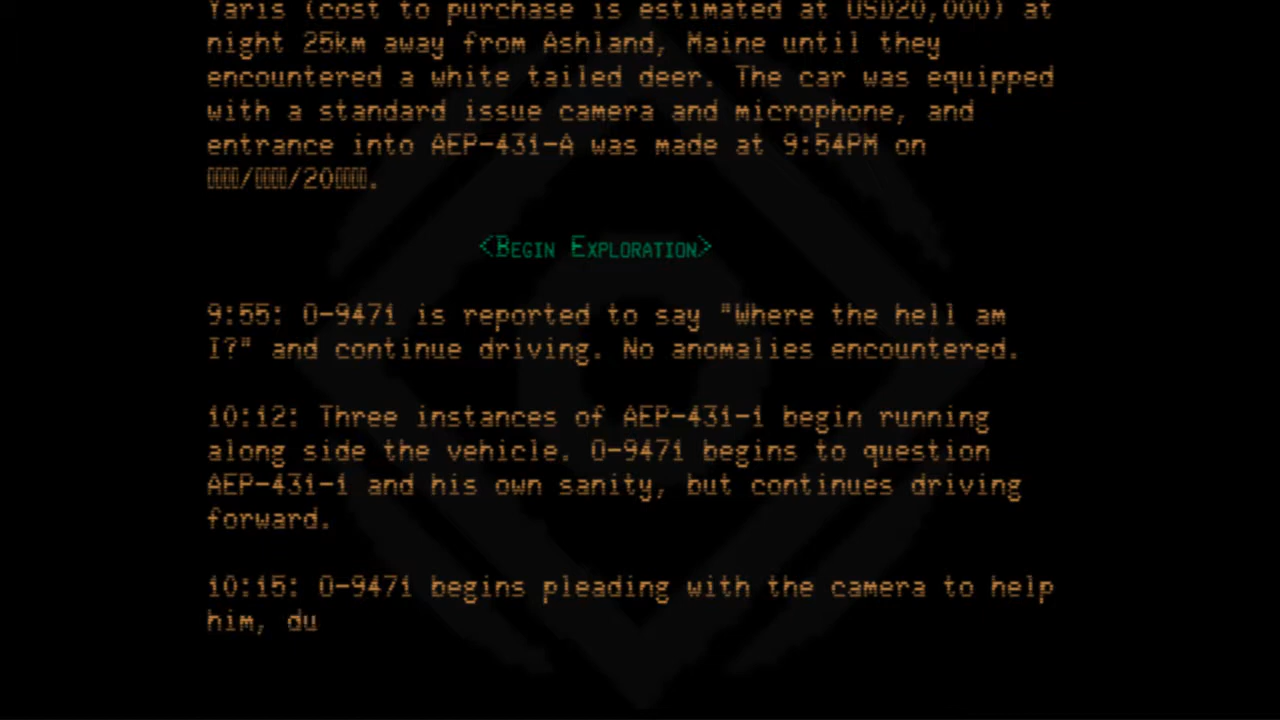 Yaris (cost to purchase is estimated at USD20,000) at
night 25km away from Ashland, Maine until they
encountered a white tailed deer. The car was equipped
with a standard issue camera and microphone, and
entrance into AEP-431-A was made at 9:54PM on
▯▯▯▯/▯▯▯▯/20▯▯▯▯.
<Begin Exploration>
9:55: O-9471 is reported to say "Where the hell am
I?" and continue driving. No anomalies encountered.
10:12: Three instances of AEP-431-1 begin running
along side the vehicle. O-9471 begins to question
AEP-431-1 and his own sanity, but continues driving
forward.
10:15: O-9471 begins pleading with the camera to help
him, du